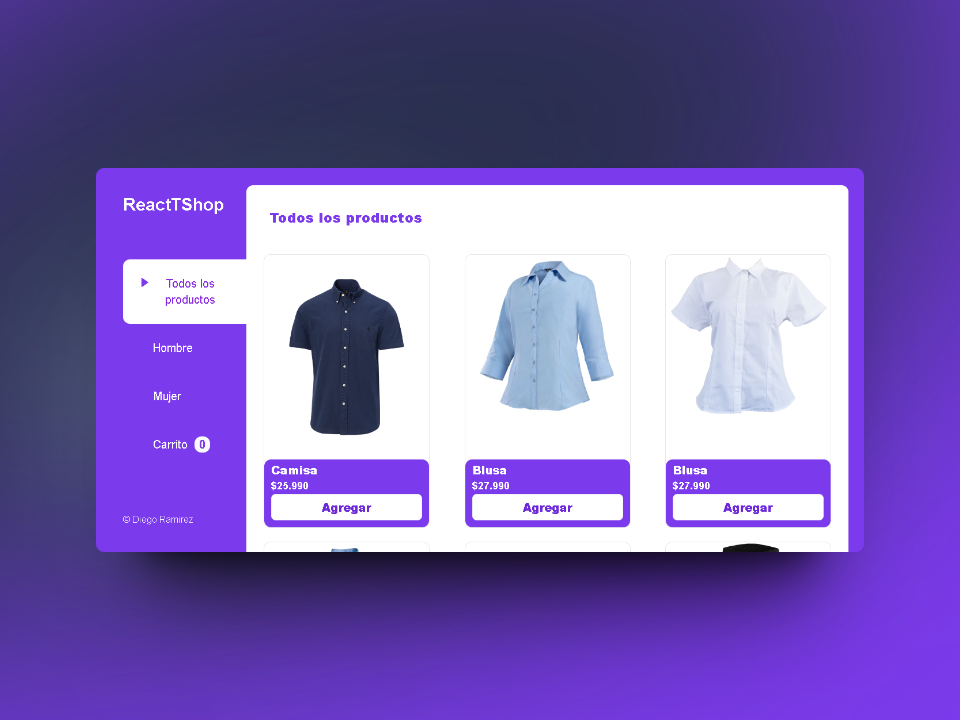 ReactTShop
Todos los
productos
Hombre
Mujer
Carrito 0
© Diego Ramirez
Todos los productos
Camisa
$25.990
Agregar
Blusa
$27.990
Agregar
Blusa
$27.990
Agregar